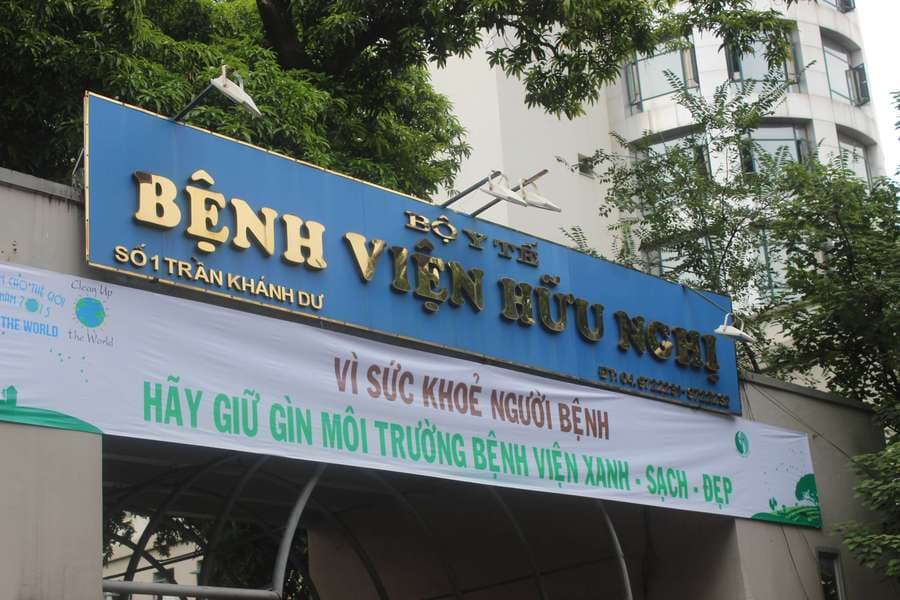 BỘ Y TẾ
BỆNH VIỆN HỮU NGHỊ
SỐ 1 TRẦN KHÁNH DƯ
2015
THE WORLD
Clean Up
the World
VÌ SỨC KHOẺ NGƯỜI BỆNH
HÃY GIỮ GÌN MÔI TRƯỜNG BỆNH VIỆN XANH - SẠCH - ĐẸP